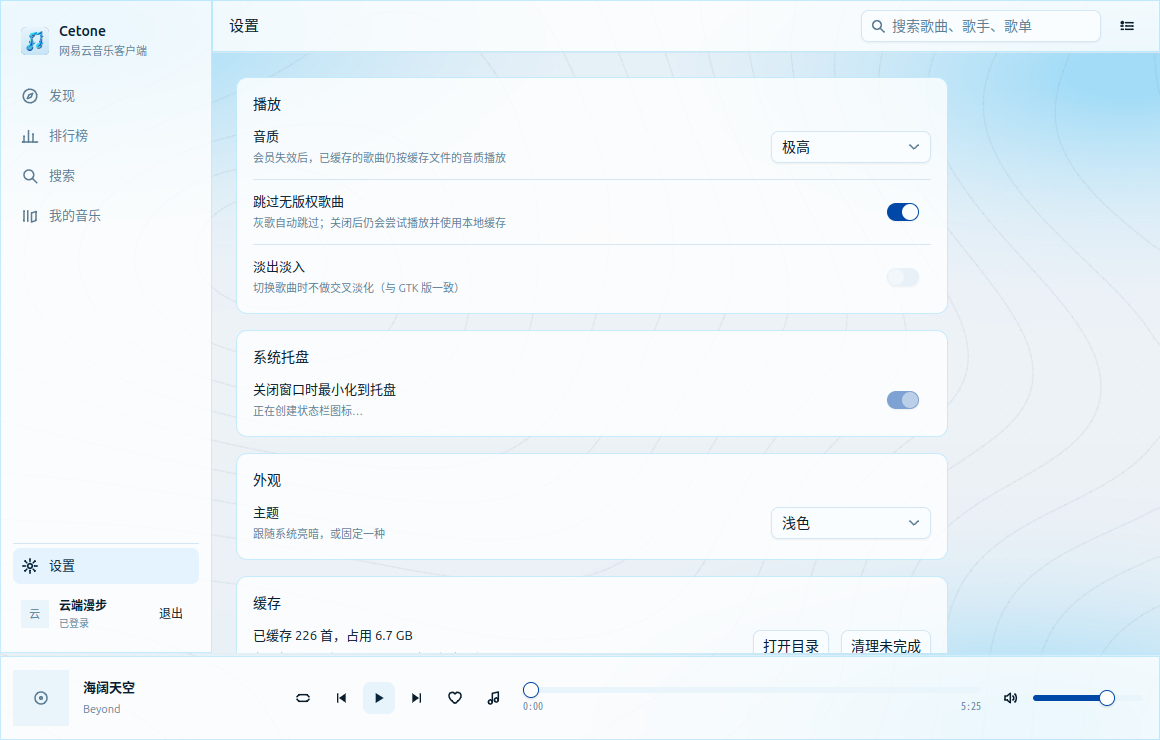 Cetone
网易云音乐客户端
发现
排行榜
搜索
我的音乐
设置
云
云端漫步
已登录
退出
设置
搜索歌曲、歌手、歌单
播放
音质
会员失效后，已缓存的歌曲仍按缓存文件的音质播放
极高
跳过无版权歌曲
灰歌自动跳过；关闭后仍会尝试播放并使用本地缓存
淡出淡入
切换歌曲时不做交叉淡化（与 GTK 版一致）
系统托盘
关闭窗口时最小化到托盘
正在创建状态栏图标...
外观
主题
跟随系统亮暗，或固定一种
浅色
缓存
已缓存 226 首，占用 6.7 GB
打开目录
清理未完成
海阔天空
Beyond
0:00
5:25